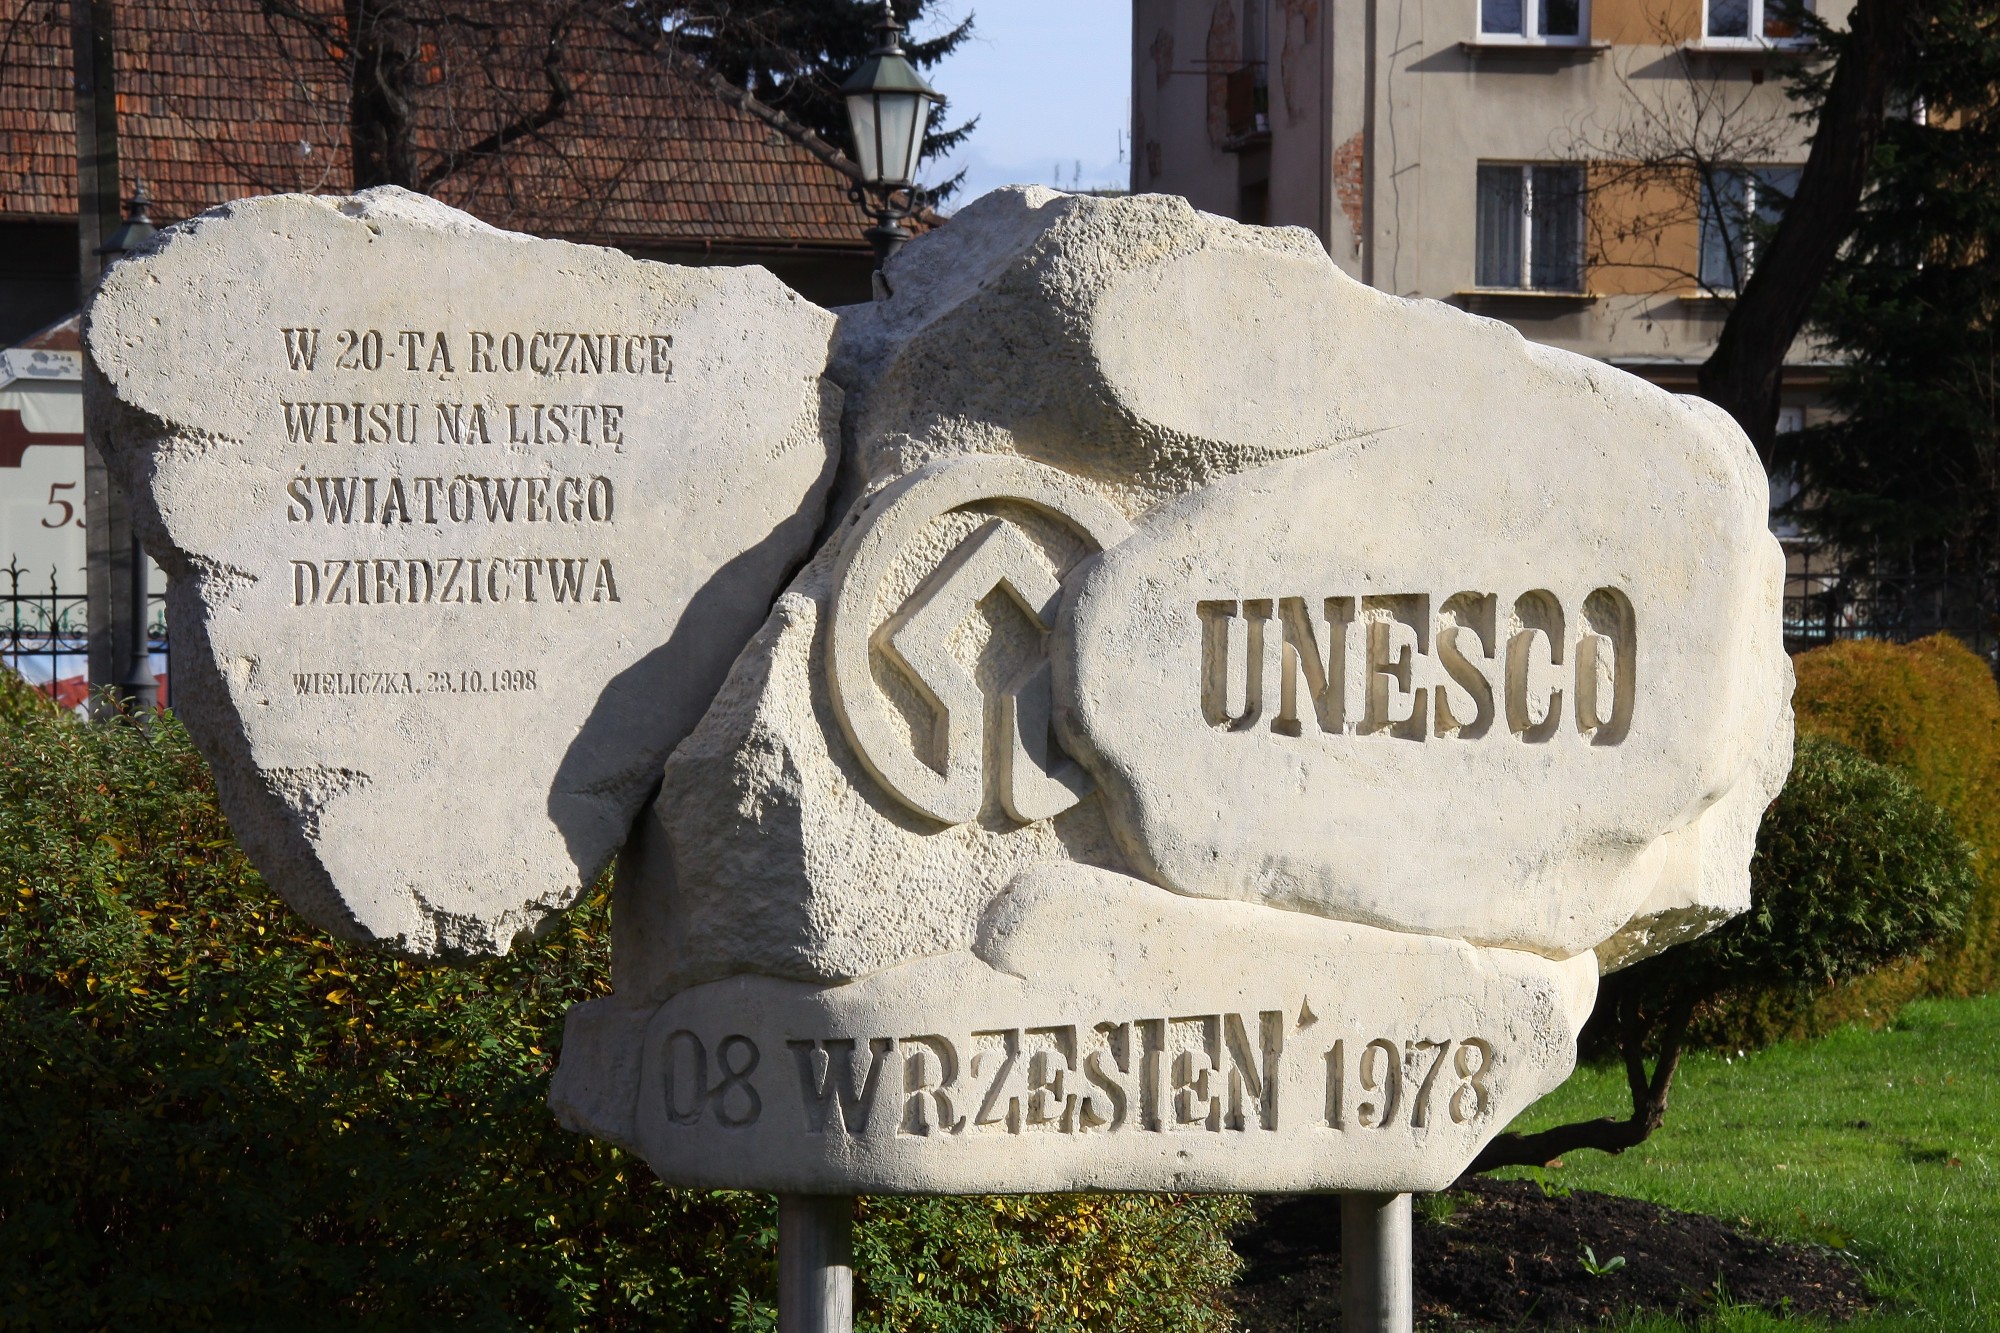 W 20-TĄ ROCZNICĘ
WPISU NA LISTĘ
ŚWIATOWEGO
DZIEDZICTWA
WIELICZKA. 23.10.1998
UNESCO
08 WRZESIEŃ 1978